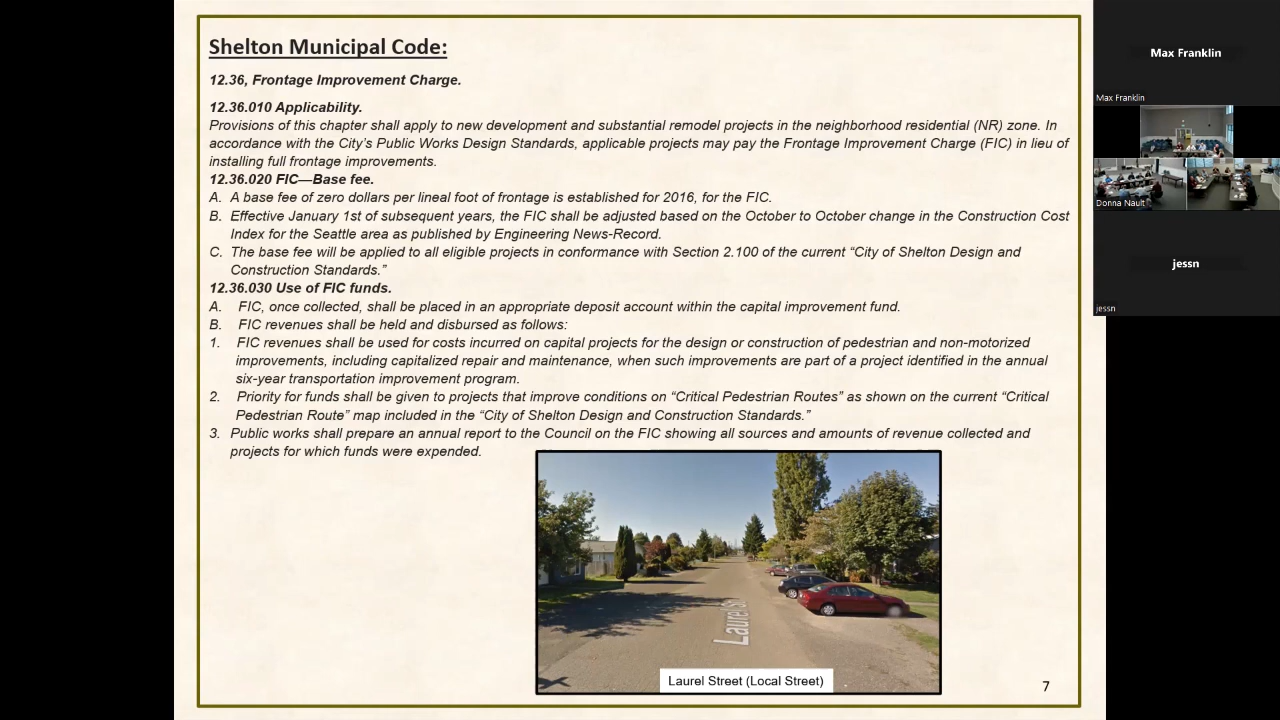 Shelton Municipal Code:
12.36, Frontage Improvement Charge.
12.36.010 Applicability.
Provisions of this chapter shall apply to new development and substantial remodel projects in the neighborhood residential (NR) zone. In
accordance with the City's Public Works Design Standards, applicable projects may pay the Frontage Improvement Charge (FIC) in lieu of
installing full frontage improvements.
12.36.020 FIC—Base fee.
A. A base fee of zero dollars per lineal foot of frontage is established for 2016, for the FIC.
B. Effective January 1st of subsequent years, the FIC shall be adjusted based on the October to October change in the Construction Cost
Index for the Seattle area as published by Engineering News-Record.
C. The base fee will be applied to all eligible projects in conformance with Section 2.100 of the current “City of Shelton Design and
Construction Standards.”
12.36.030 Use of FIC funds.
A. FIC, once collected, shall be placed in an appropriate deposit account within the capital improvement fund.
B. FIC revenues shall be held and disbursed as follows:
1. FIC revenues shall be used for costs incurred on capital projects for the design or construction of pedestrian and non-motorized
improvements, including capitalized repair and maintenance, when such improvements are part of a project identified in the annual
six-year transportation improvement program.
2. Priority for funds shall be given to projects that improve conditions on “Critical Pedestrian Routes” as shown on the current “Critical
Pedestrian Route” map included in the “City of Shelton Design and Construction Standards.”
3. Public works shall prepare an annual report to the Council on the FIC showing all sources and amounts of revenue collected and
projects for which funds were expended.
Laurel St
Laurel Street (Local Street)
7
Max Franklin
Max Franklin
Donna Nault
jessn
jessn